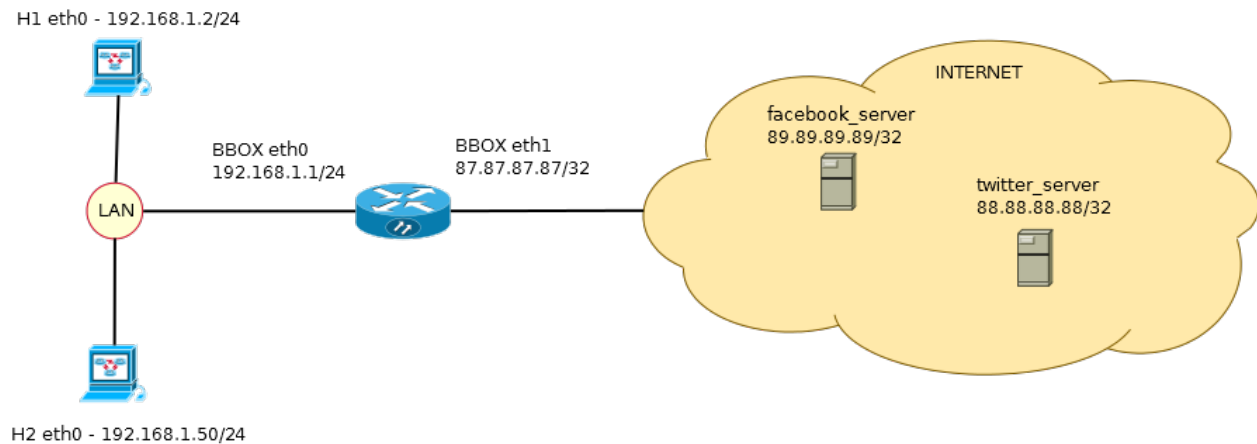 H1 eth0 - 192.168.1.2/24
INTERNET
facebook_server
89.89.89.89/32
BBOX eth0
192.168.1.1/24
BBOX eth1
87.87.87.87/32
twitter_server
88.88.88.88/32
LAN
H2 eth0 - 192.168.1.50/24